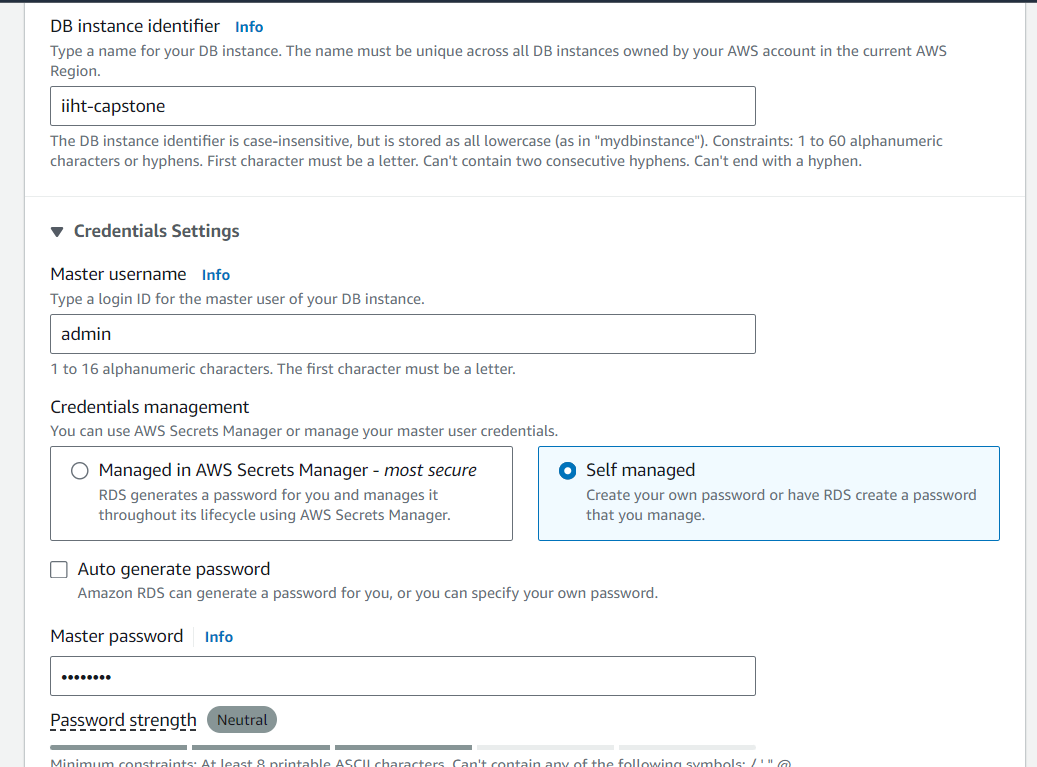 DB instance identifier Info
Type a name for your DB instance. The name must be unique across all DB instances owned by your AWS account in the current AWS
Region.
iiht-capstone
The DB instance identifier is case-insensitive, but is stored as all lowercase (as in "mydbinstance"). Constraints: 1 to 60 alphanumeric
characters or hyphens. First character must be a letter. Can't contain two consecutive hyphens. Can't end with a hyphen.
Credentials Settings
Master username Info
Type a login ID for the master user of your DB instance.
admin
1 to 16 alphanumeric characters. The first character must be a letter.
Credentials management
You can use AWS Secrets Manager or manage your master user credentials.
Managed in AWS Secrets Manager - most secure
RDS generates a password for you and manages it
throughout its lifecycle using AWS Secrets Manager.
Self managed
Create your own password or have RDS create a password
that you manage.
Auto generate password
Amazon RDS can generate a password for you, or you can specify your own password.
Master password Info
••••••••
Password strength Neutral
Minimum constraints: At least 8 printable ASCII characters. Can't contain any of the following symbols: / ' " @